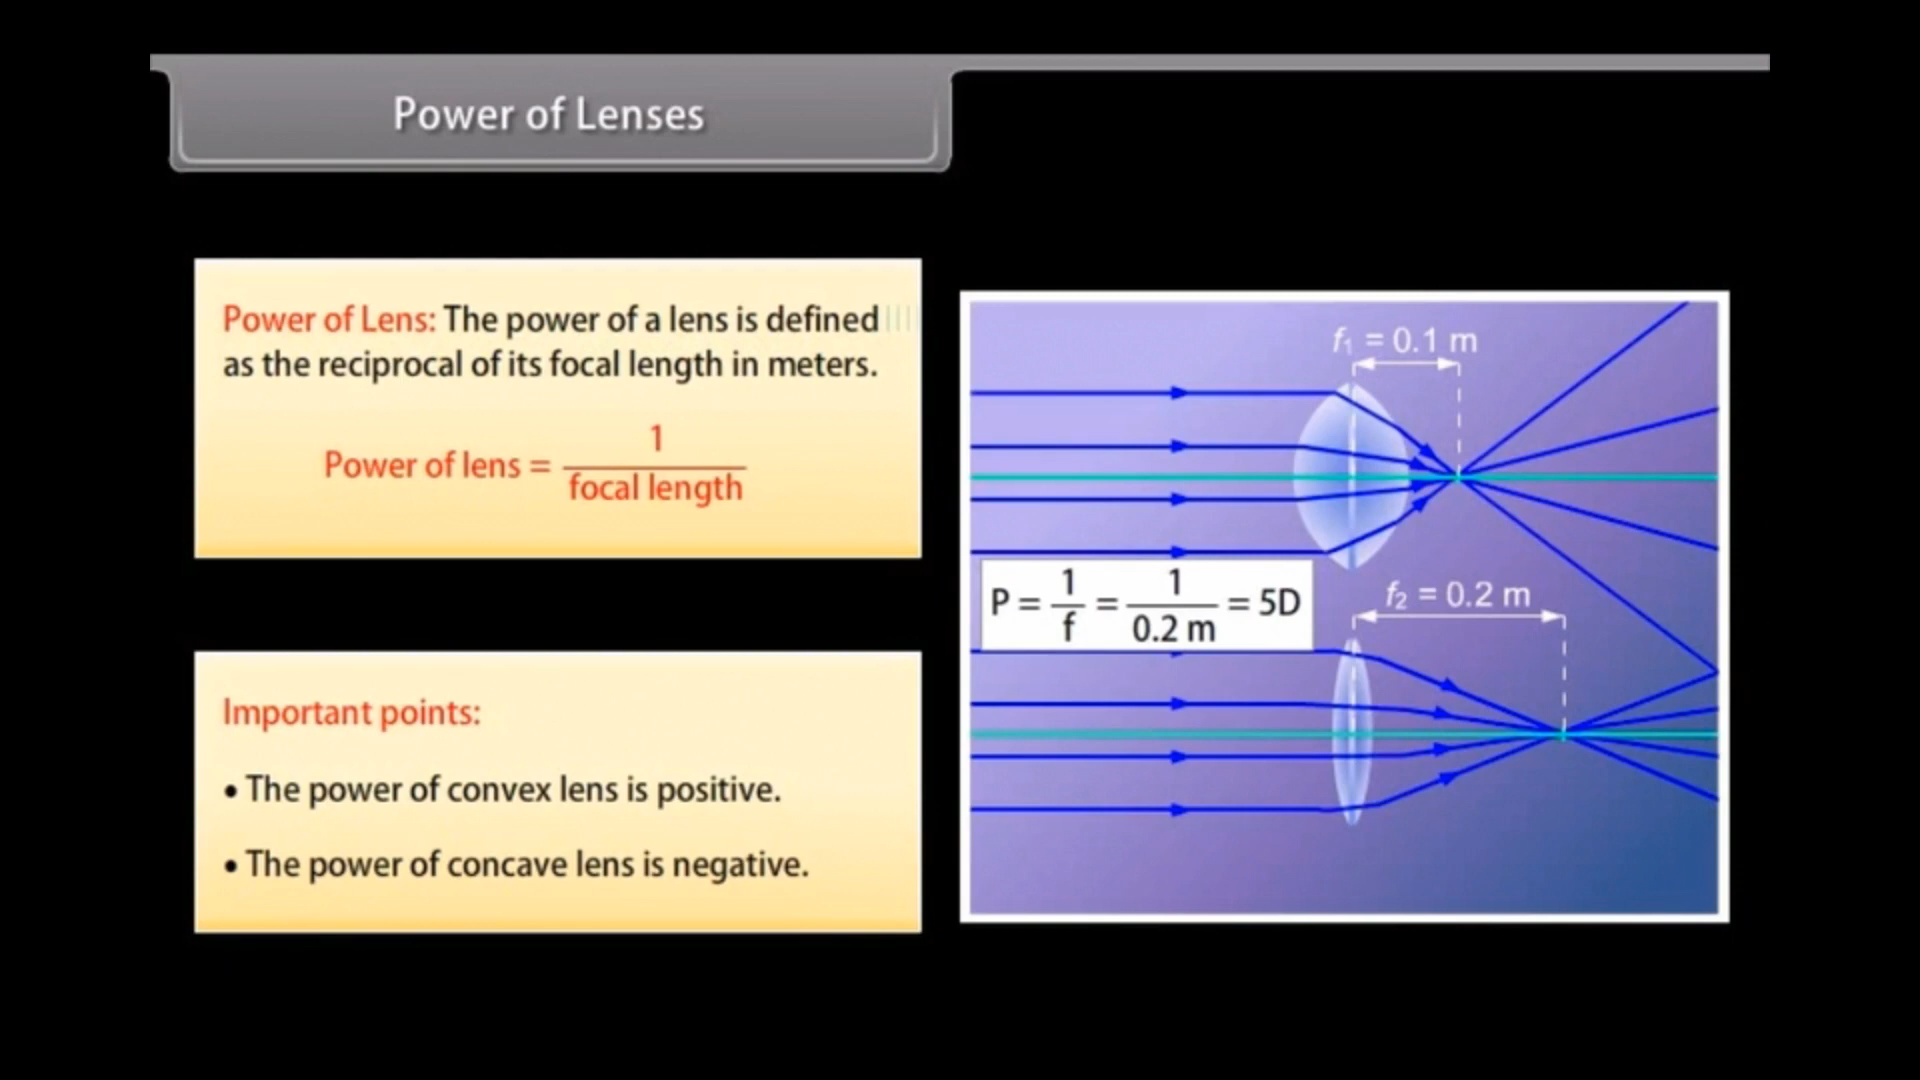 Power of Lenses
Power of Lens: The power of a lens is defined
as the reciprocal of its focal length in meters.
Power of lens = 1 / focal length
Important points:
• The power of convex lens is positive.
• The power of concave lens is negative.
f₁ = 0.1 m
P = 1/f = 1/0.2 m = 5D
f₂ = 0.2 m